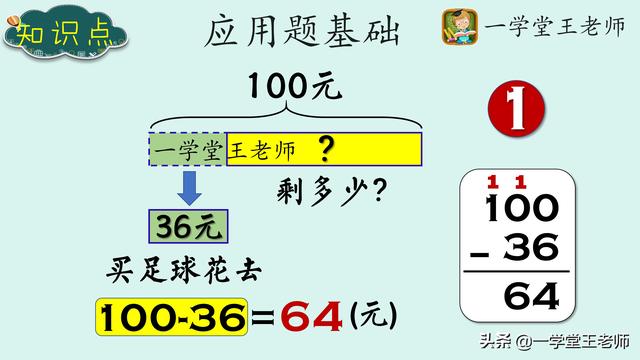 知识点
应用题基础
一学堂王老师
100元
1
一学堂王老师 ?
剩多少?
36元
买足球花去
100-36=64(元)
1 1
100
- 36
64
头条 @一学堂王老师